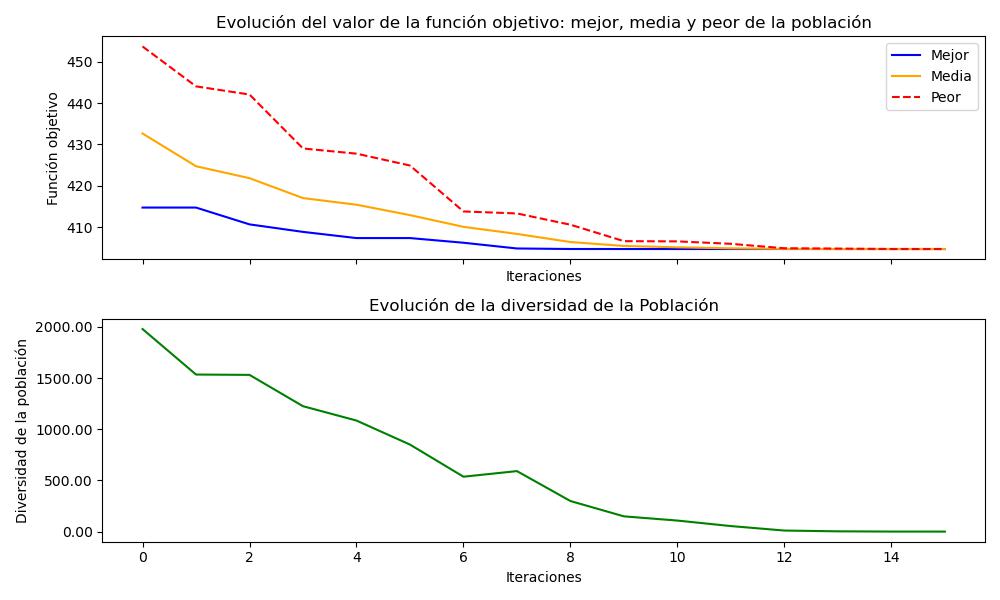 Evolución del valor de la función objetivo: mejor, media y peor de la población
Función objetivo
450
440
430
420
410
Mejor
Media
Peor
Iteraciones
Evolución de la diversidad de la Población
Diversidad de la población
2000.00
1500.00
1000.00
500.00
0.00
0 2 4 6 8 10 12 14
Iteraciones